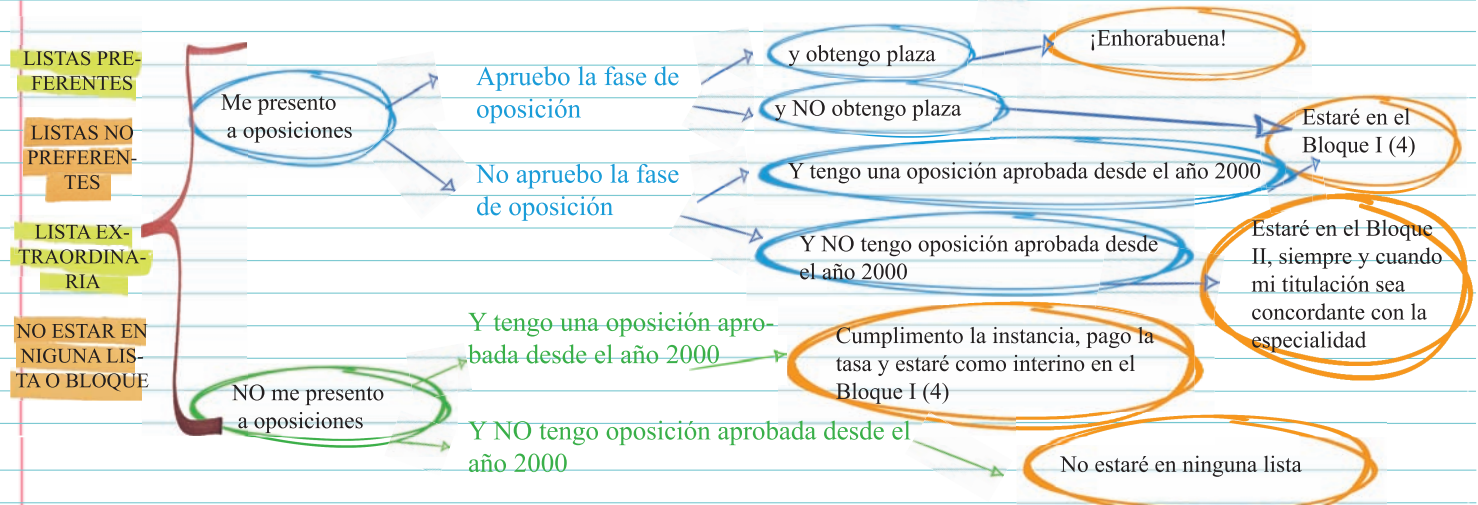 LISTAS PRE-
FERENTES
LISTAS NO
PREFEREN-
TES
LISTA EX-
TRAORDINA-
RIA
NO ESTAR EN
NIGUNA LIS-
TA O BLOQUE
Me presento
a oposiciones
Apruebo la fase de
oposición
y obtengo plaza
¡Enhorabuena!
y NO obtengo plaza
Estaré en el
Bloque I (4)
No apruebo la fase
de oposición
Y tengo una oposición aprobada desde el año 2000
Y NO tengo oposición aprobada desde
el año 2000
Estaré en el Bloque
II, siempre y cuando
mi titulación sea
concordante con la
especialidad
NO me presento
a oposiciones
Y tengo una oposición apro-
bada desde el año 2000
Cumplimento la instancia, pago la
tasa y estaré como interino en el
Bloque I (4)
Y NO tengo oposición aprobada desde el
año 2000
No estaré en ninguna lista